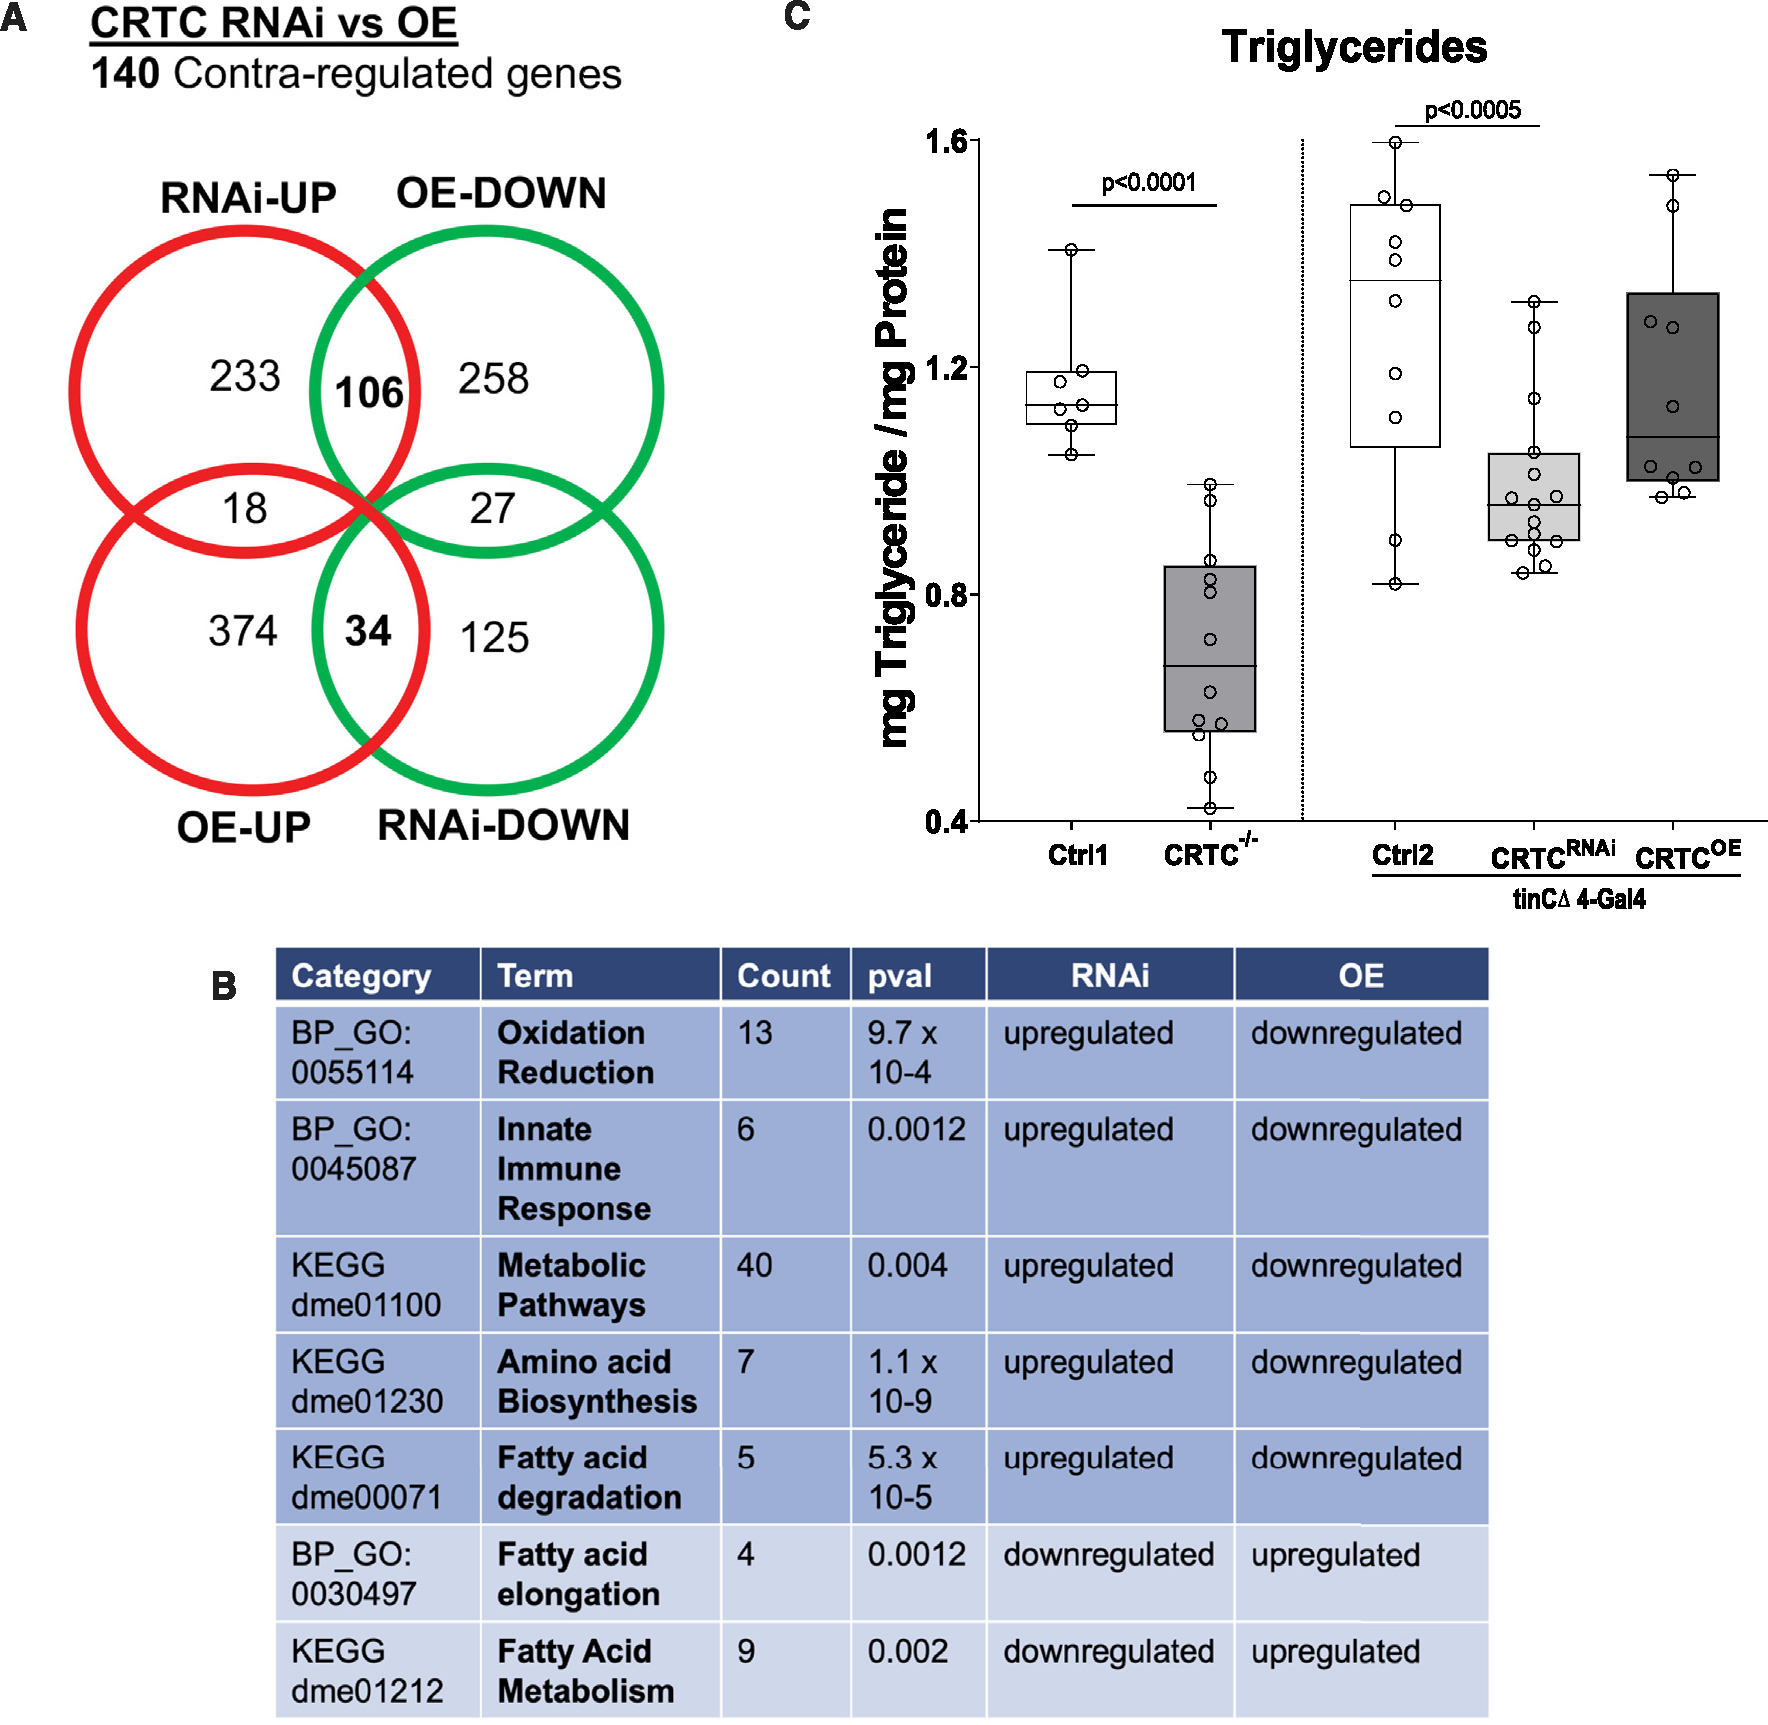 A
CRTC RNAi vs OE
140 Contra-regulated genes
RNAi-UP
OE-DOWN
233
106
258
18
27
374
34
125
OE-UP
RNAi-DOWN
C
Triglycerides
mg Triglyceride / mg Protein
1.6
1.2
0.8
0.4
p<0.0001
p<0.0005
Ctrl1
CRTC-/-
Ctrl2
CRTCRNAi
CRTCOE
tinCΔ 4-Gal4
B
Category Term Count pval RNAi OE
BP_GO: Oxidation 13 9.7 x upregulated downregulated
0055114 Reduction 10-4
BP_GO: Innate 6 0.0012 upregulated downregulated
0045087 Immune
Response
KEGG Metabolic 40 0.004 upregulated downregulated
dme01100 Pathways
KEGG Amino acid 7 1.1 x upregulated downregulated
dme01230 Biosynthesis 10-9
KEGG Fatty acid 5 5.3 x upregulated downregulated
dme00071 degradation 10-5
BP_GO: Fatty acid 4 0.0012 downregulated upregulated
0030497 elongation
KEGG Fatty Acid 9 0.002 downregulated upregulated
dme01212 Metabolism